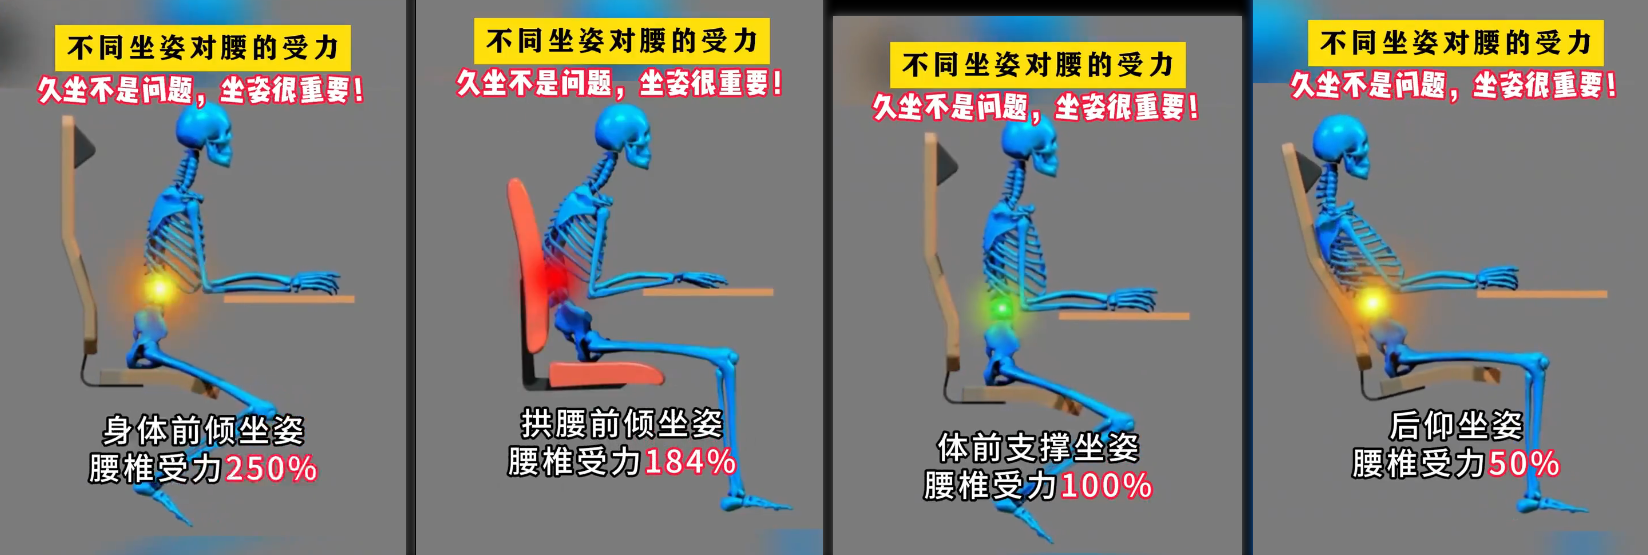 不同坐姿对腰的受力
久坐不是问题，坐姿很重要！
身体前倾坐姿
腰椎受力250%
不同坐姿对腰的受力
久坐不是问题，坐姿很重要！
拱腰前倾坐姿
腰椎受力184%
不同坐姿对腰的受力
久坐不是问题，坐姿很重要！
体前支撑坐姿
腰椎受力100%
不同坐姿对腰的受力
久坐不是问题，坐姿很重要！
后仰坐姿
腰椎受力50%